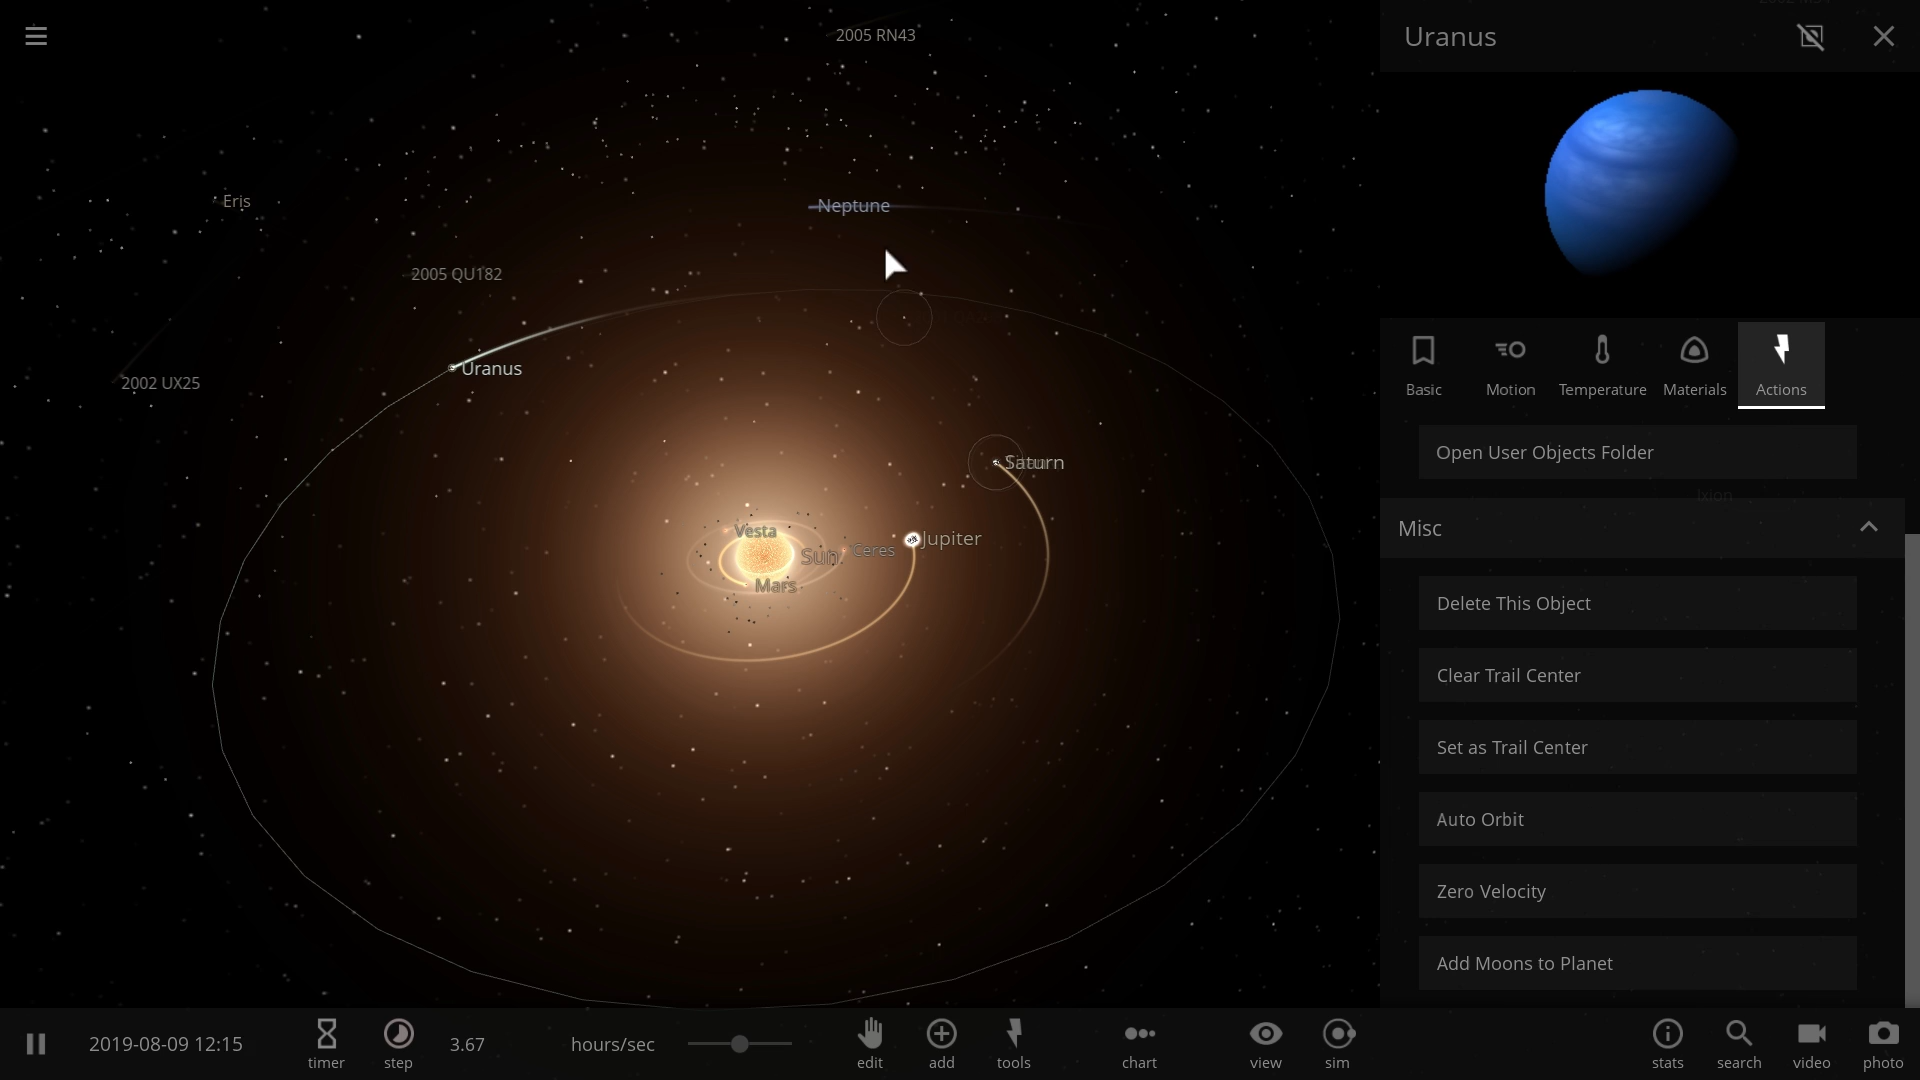 2005 RN43
Uranus
Eris
Neptune
2005 QU182
Uranus
2002 UX25
Basic
Motion
Temperature
Materials
Actions
Open User Objects Folder
Saturn
Ixion
Misc
Vesta
Sun
Ceres
Jupiter
Mars
Delete This Object
Clear Trail Center
Set as Trail Center
Auto Orbit
Zero Velocity
Add Moons to Planet
2019-08-09 12:15
timer
step
3.67
hours/sec
edit
add
tools
chart
view
sim
stats
search
video
photo